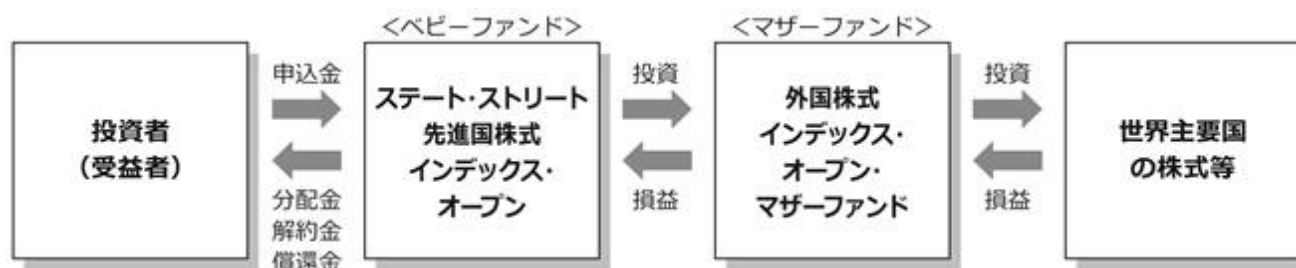 ＜ベビーファンド＞
＜マザーファンド＞
投資者
（受益者）
申込金
分配金
解約金
償還金
ステート・ストリート
先進国株式
インデックス・
オープン
投資
損益
外国株式
インデックス・
オープン・
マザーファンド
投資
損益
世界主要国
の株式等